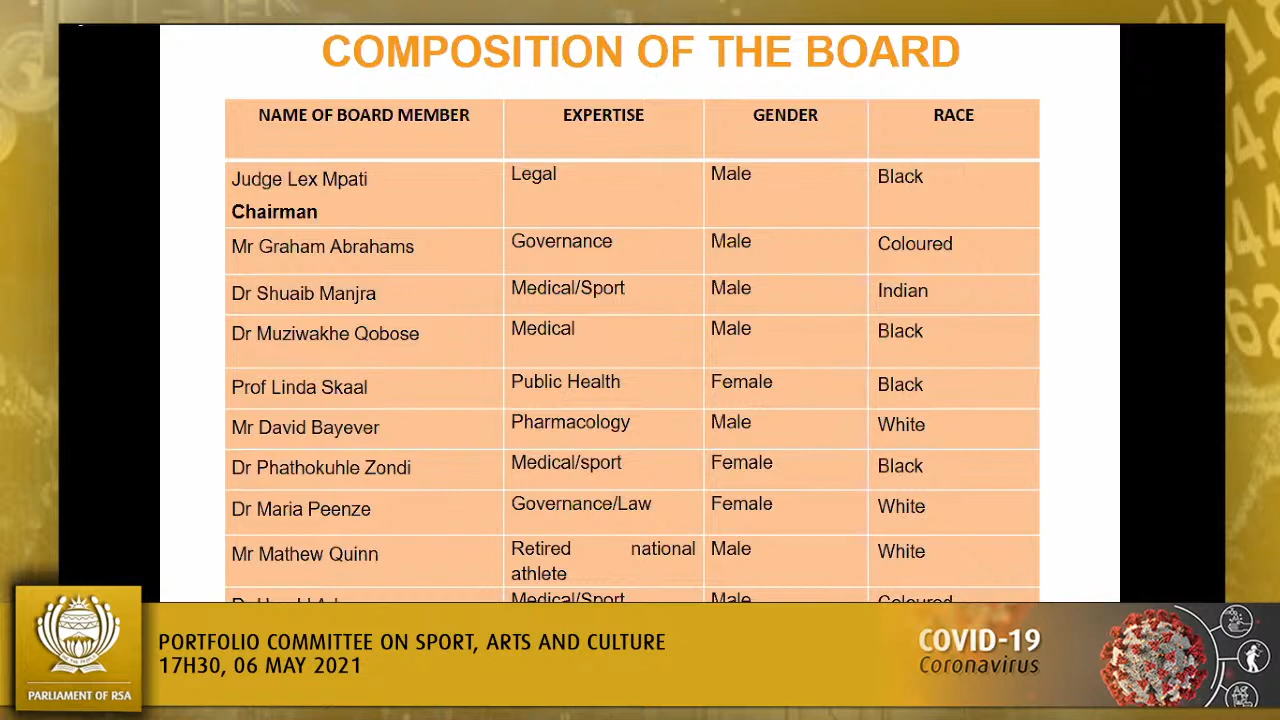 COMPOSITION OF THE BOARD
NAME OF BOARD MEMBER EXPERTISE GENDER RACE
Judge Lex Mpati Legal Male Black
Chairman
Mr Graham Abrahams Governance Male Coloured
Dr Shuaib Manjra Medical/Sport Male Indian
Dr Muziwakhe Qobose Medical Male Black
Prof Linda Skaal Public Health Female Black
Mr David Bayever Pharmacology Male White
Dr Phathokuhle Zondi Medical/sport Female Black
Dr Maria Peenze Governance/Law Female White
Mr Mathew Quinn Retired national Male White
athlete
Medical/Sport Male Coloured
PORTFOLIO COMMITTEE ON SPORT, ARTS AND CULTURE
17H30, 06 MAY 2021
PARLIAMENT OF RSA
COVID-19
Coronavirus